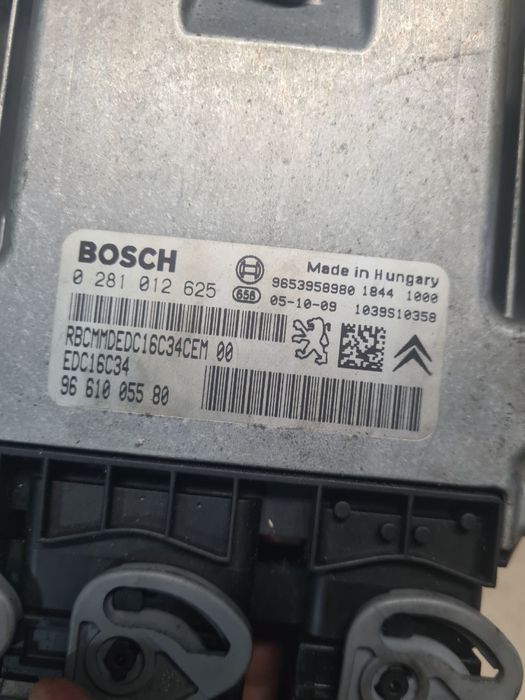 BOSCH
0 281 012 625
Made in Hungary
9653958980 1844 1000
656 05-10-09 1039S10358
RBCMMDEDC16C34CEM 00
EDC16C34
96 610 055 80